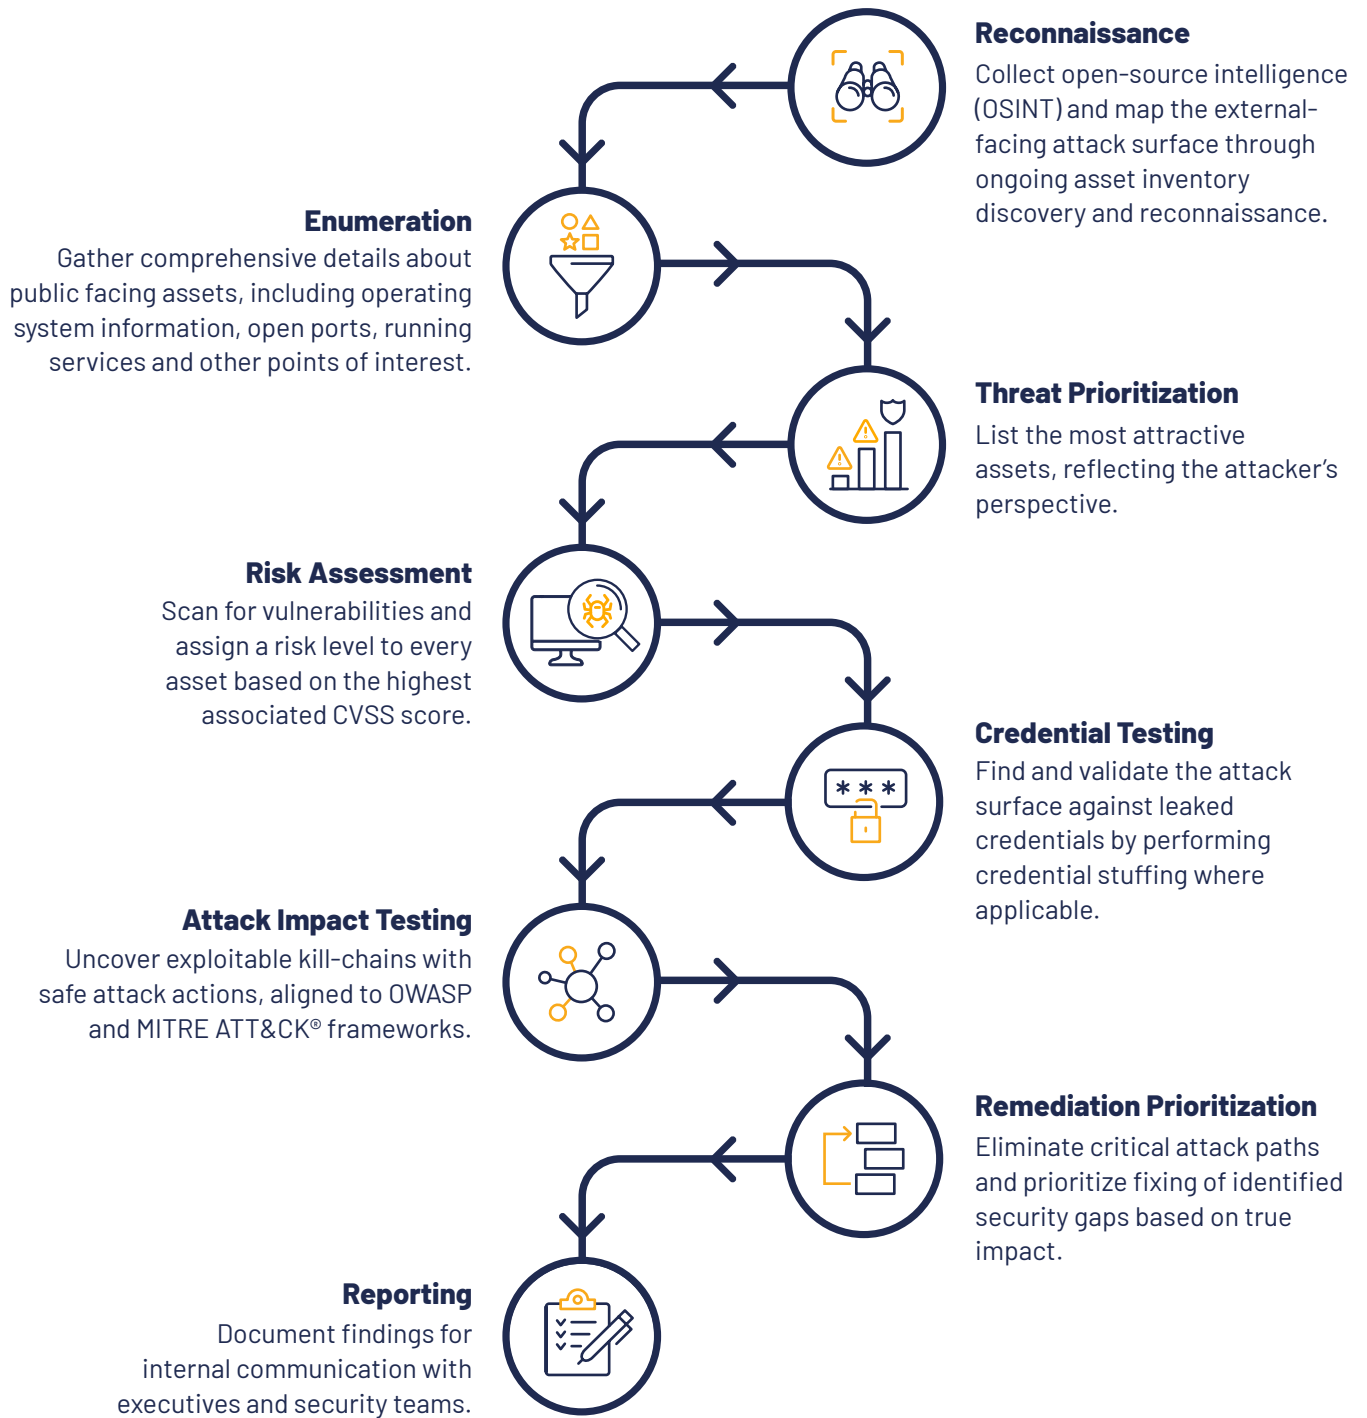 Reconnaissance
Collect open-source intelligence
(OSINT) and map the external-
facing attack surface through
ongoing asset inventory
discovery and reconnaissance.
Enumeration
Gather comprehensive details about
public facing assets, including operating
system information, open ports, running
services and other points of interest.
Threat Prioritization
List the most attractive
assets, reflecting the attacker's
perspective.
Risk Assessment
Scan for vulnerabilities and
assign a risk level to every
asset based on the highest
associated CVSS score.
Credential Testing
Find and validate the attack
surface against leaked
credentials by performing
credential stuffing where
applicable.
***
Attack Impact Testing
Uncover exploitable kill-chains with
safe attack actions, aligned to OWASP
and MITRE ATT&CK® frameworks.
Remediation Prioritization
Eliminate critical attack paths
and prioritize fixing of identified
security gaps based on true
impact.
Reporting
Document findings for
internal communication with
executives and security teams.